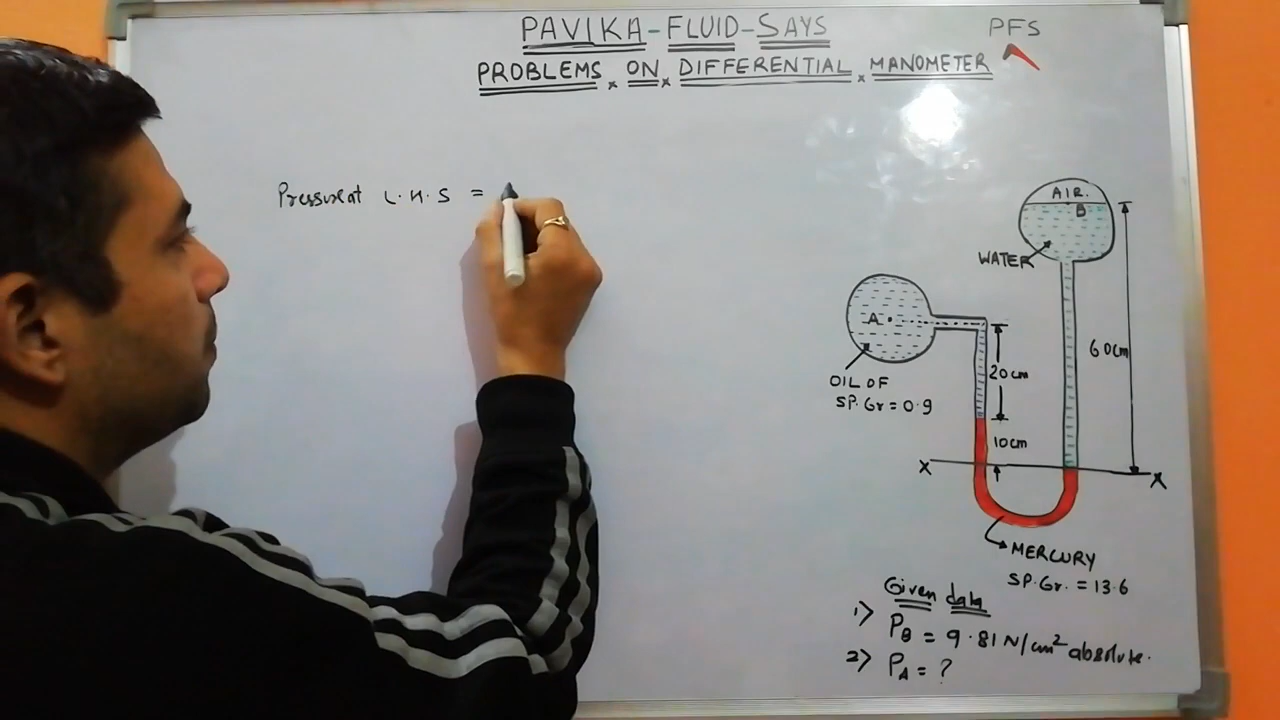 PAVIKA-FLUID-SAYS
PFS
PROBLEMS ON DIFFERENTIAL MANOMETER
Pressure at L.H.S =
AIR.
B
WATER
A
60cm
20cm
OIL OF
SP.Gr=0.9
10cm
X
X
MERCURY
SP.Gr. = 13.6
Given data
1) PB = 9.81 N/cm² absolute.
2) PA = ?